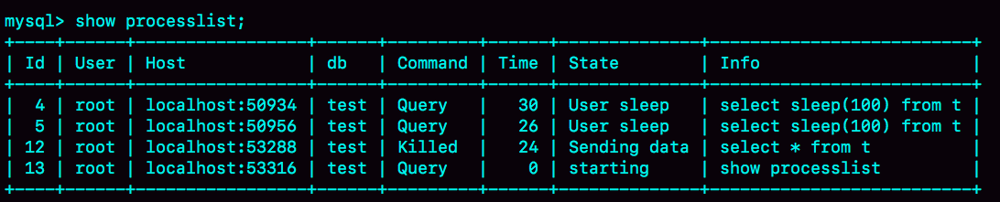 mysql> show processlist;
+----+------+-----------------+------+---------+------+--------------+---------------------------+
| Id | User | Host            | db   | Command | Time | State        | Info                      |
+----+------+-----------------+------+---------+------+--------------+---------------------------+
|  4 | root | localhost:50934 | test | Query   |   30 | User sleep   | select sleep(100) from t |
|  5 | root | localhost:50956 | test | Query   |   26 | User sleep   | select sleep(100) from t |
| 12 | root | localhost:53288 | test | Killed  |   24 | Sending data | select * from t          |
| 13 | root | localhost:53316 | test | Query   |    0 | starting     | show processlist         |
+----+------+-----------------+------+---------+------+--------------+---------------------------+